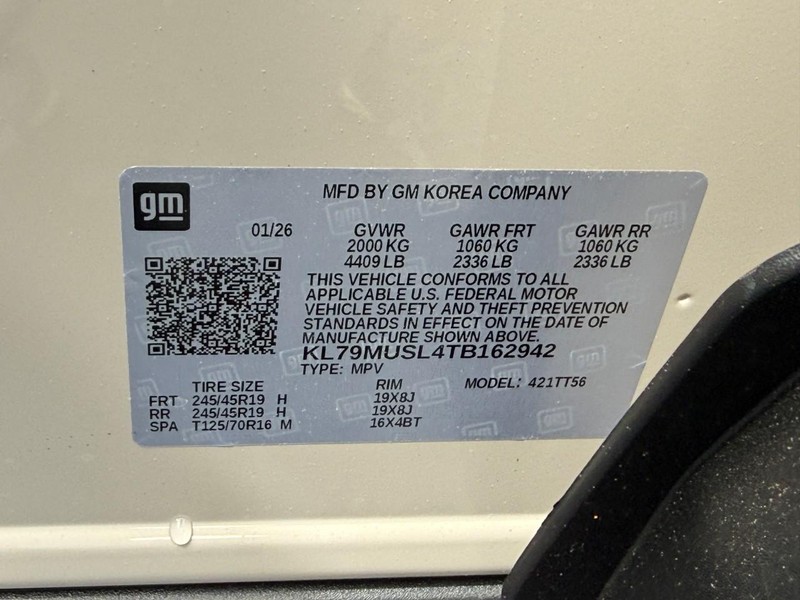 gm
MFD BY GM KOREA COMPANY
01/26 GVWR GAWR FRT GAWR RR
2000 KG 1060 KG 1060 KG
4409 LB 2336 LB 2336 LB
THIS VEHICLE CONFORMS TO ALL
APPLICABLE U.S. FEDERAL MOTOR
VEHICLE SAFETY AND THEFT PREVENTION
STANDARDS IN EFFECT ON THE DATE OF
MANUFACTURE SHOWN ABOVE.
KL79MUSL4TB162942
TYPE: MPV
TIRE SIZE RIM MODEL: 421TT56
FRT 245/45R19 H 19X8J
RR 245/45R19 H 19X8J
SPA T125/70R16 M 16X4BT